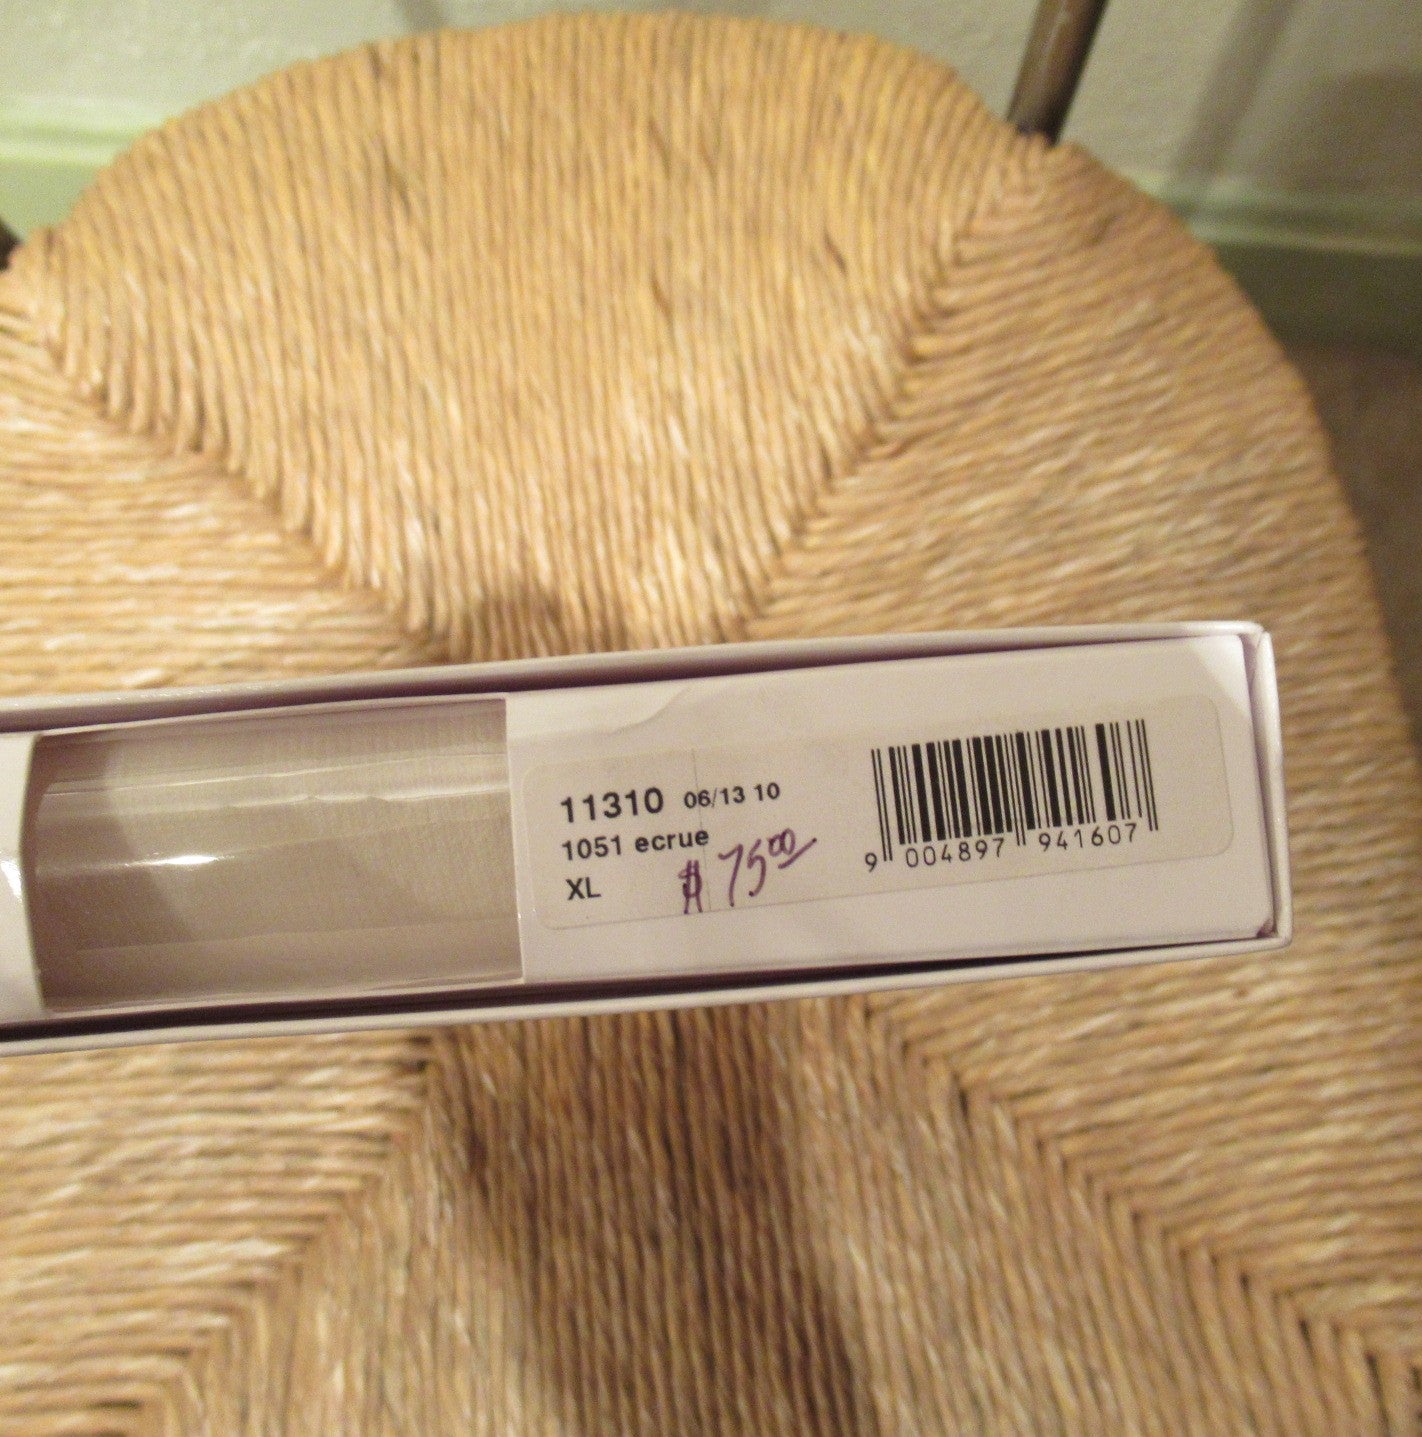 11310 06/13 10
1051 ecrue
XL $ 75.00
9 004897 941607